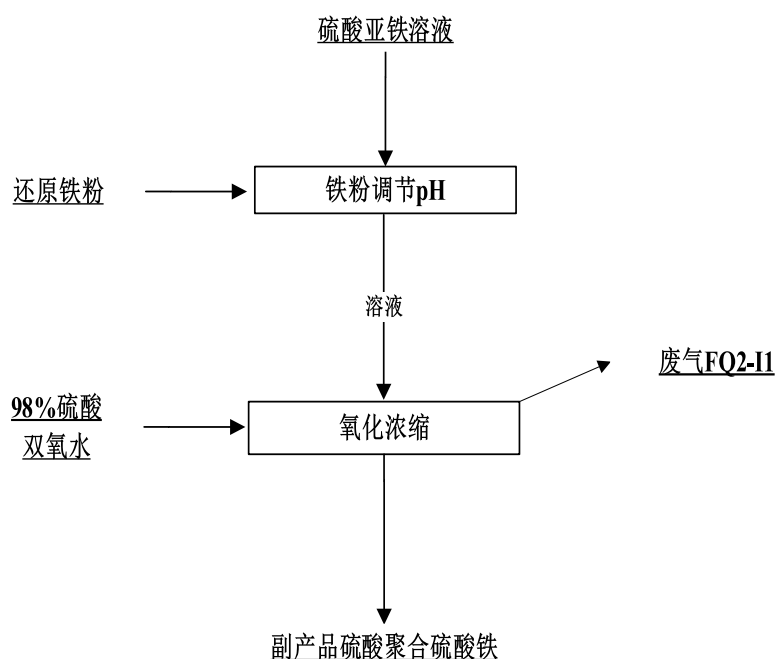 硫酸亚铁溶液
还原铁粉
铁粉调节pH
溶液
废气FQ2-I1
98%硫酸
双氧水
氧化浓缩
副产品硫酸聚合硫酸铁